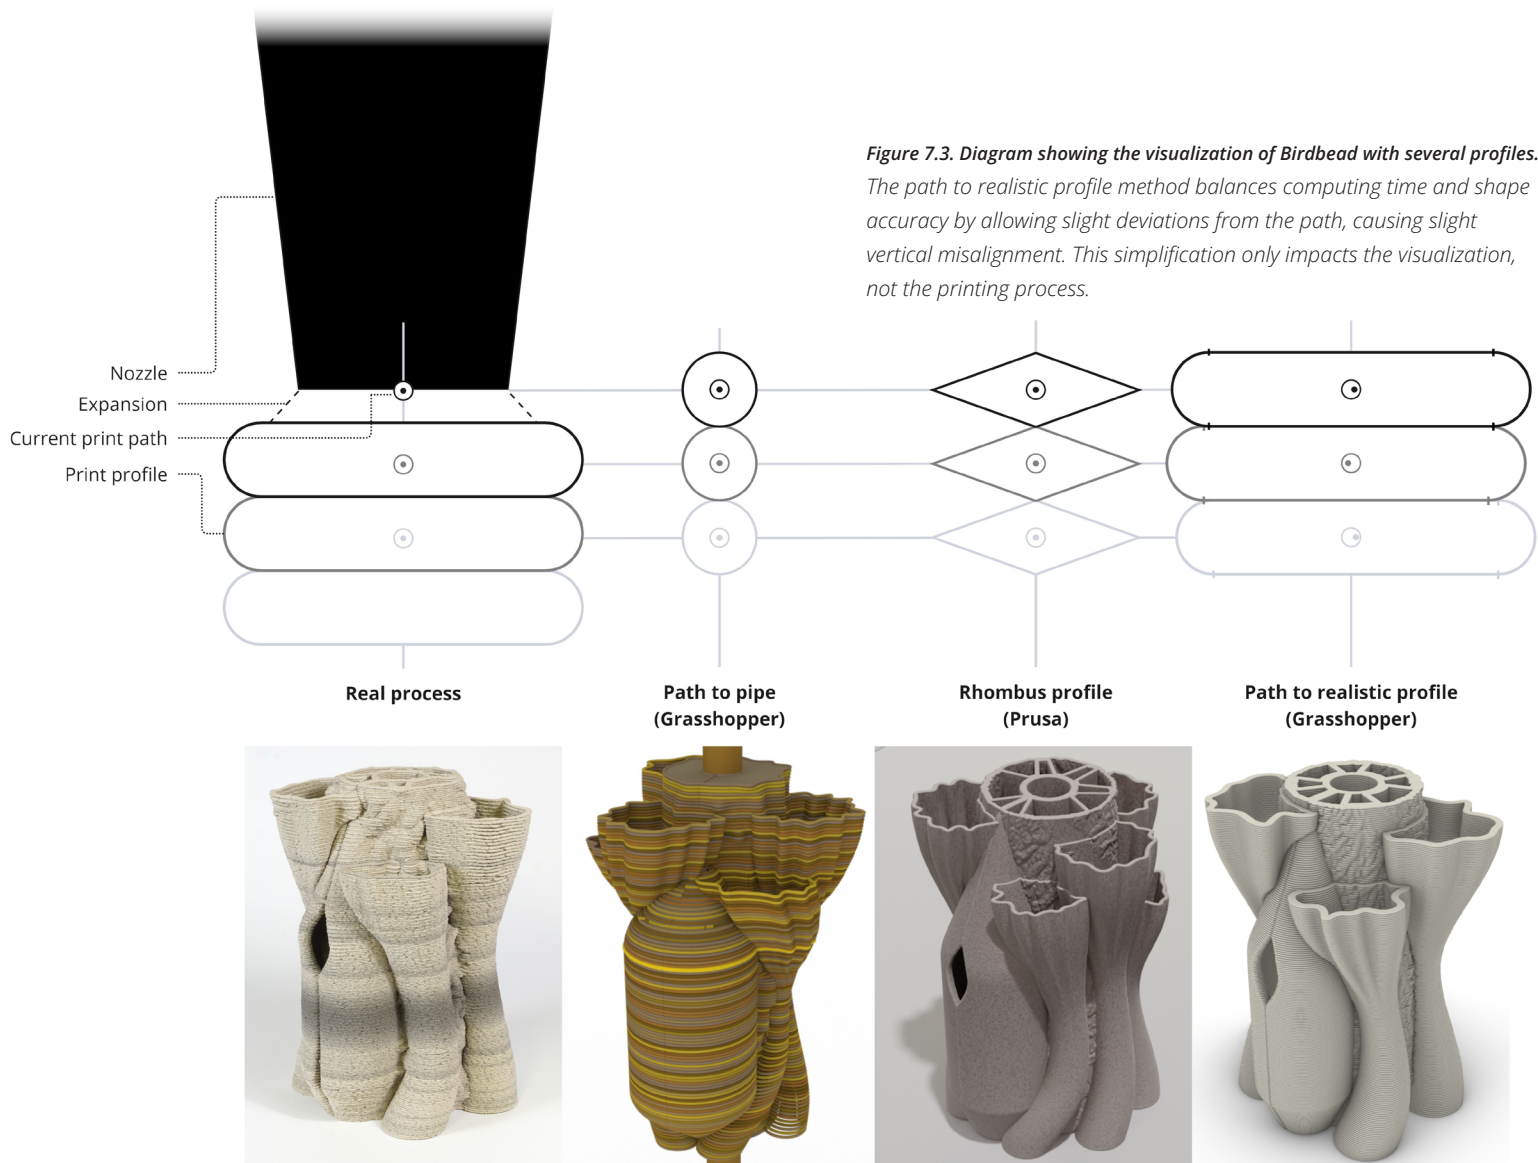 Figure 7.3. Diagram showing the visualization of Birdbead with several profiles.
The path to realistic profile method balances computing time and shape
accuracy by allowing slight deviations from the path, causing slight
vertical misalignment. This simplification only impacts the visualization,
not the printing process.
Nozzle
Expansion
Current print path
Print profile
Real process
Path to pipe
(Grasshopper)
Rhombus profile
(Prusa)
Path to realistic profile
(Grasshopper)